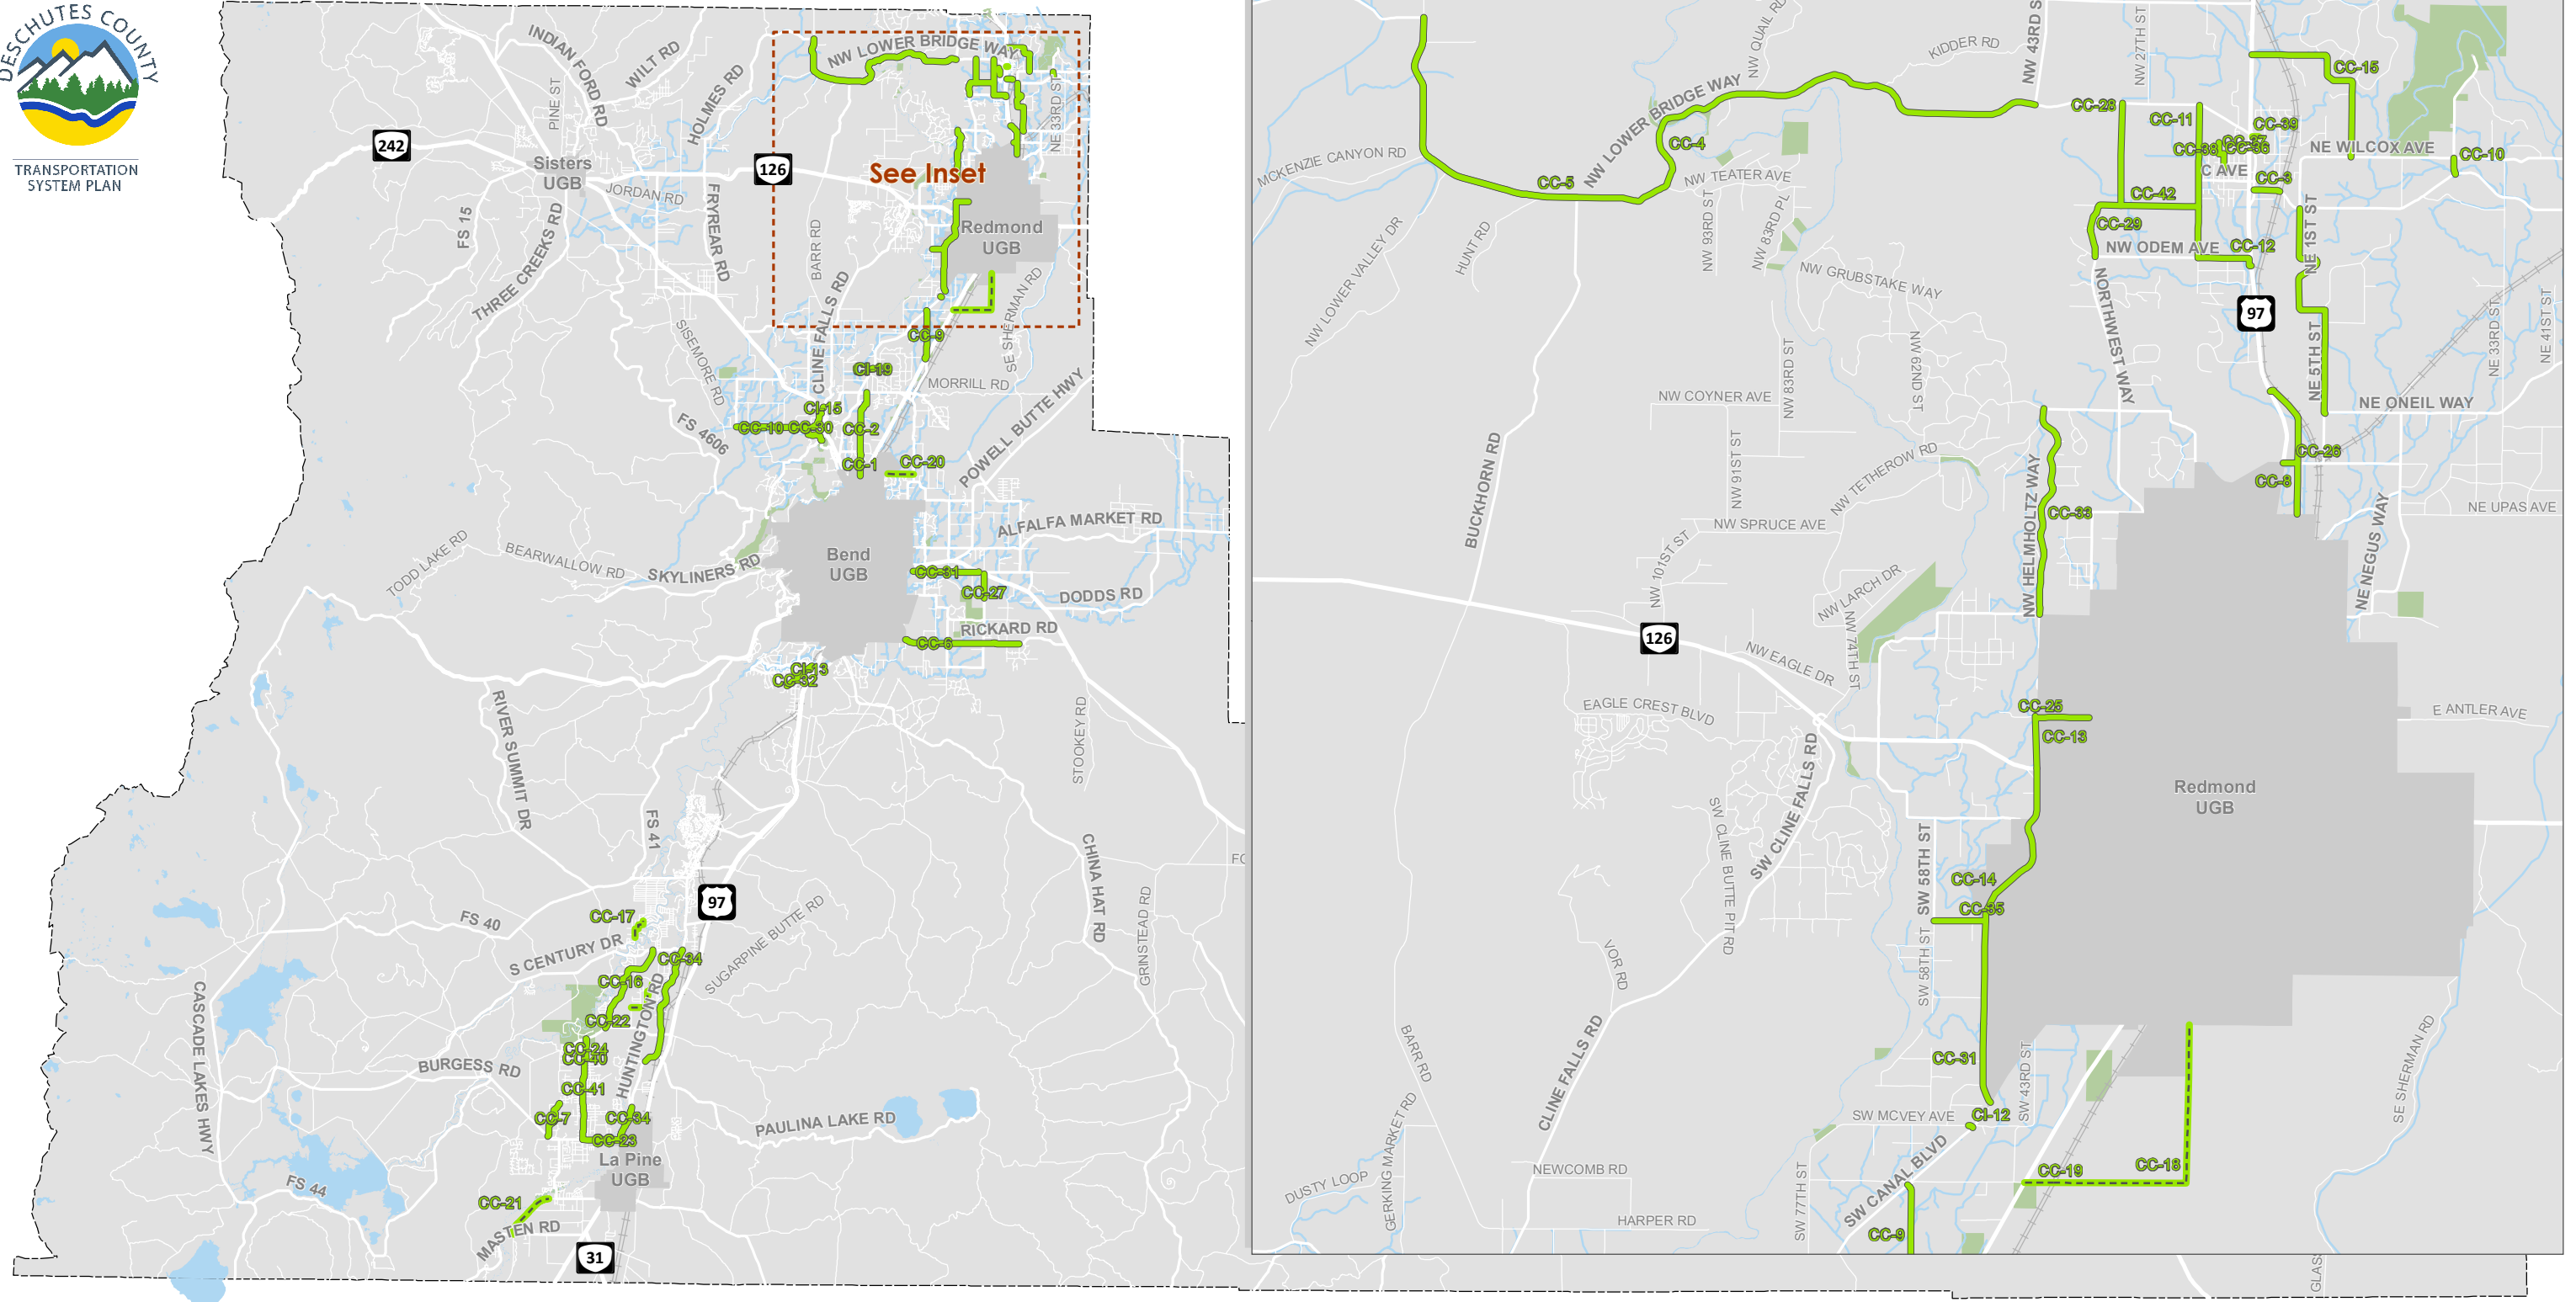 DESCHUTES COUNTY
TRANSPORTATION
SYSTEM PLAN
242
INDIAN FORD RD
PINE ST
WILT RD
HOLMES RD
NW LOWER BRIDGE WAY
NE 33RD ST
Sisters
UGB
126
See Inset
JORDAN RD
FRYREAR RD
FS 15
THREE CREEKS RD
BARR RD
Redmond
UGB
CLINE FALLS RD
SE SHERMAN RD
SISEMORE RD
CC-9
CI-19
MORRILL RD
POWELL BUTTE HWY
CI-15
CC-10
CC-30
CC-2
FS 4606
CC-1
CC-20
ALFALFA MARKET RD
TODD LAKE RD
BEARWALLOW RD
SKYLINERS RD
Bend
UGB
CC-31
CC-27
DODDS RD
RICKARD RD
CC-6
CI-13
CC-32
RIVER SUMMIT DR
STOOKEY RD
FS 41
CHINA HAT RD
GRINSTEAD RD
97
CC-17
FS 40
S CENTURY DR
SUGARPINE BUTTE RD
CC-34
CC-16
CC-22
HUNTINGTON RD
CASCADE LAKES HWY
CC-24
CC-40
BURGESS RD
CC-41
CC-7
CC-34
CC-23
PAULINA LAKE RD
La Pine
UGB
FS 44
CC-21
MASTEN RD
31
NW QUAIL RD
KIDDER RD
NW 43RD S
NW 27TH ST
CC-15
NW LOWER BRIDGE WAY
CC-4
CC-28
CC-11
CC-39
CC-37
CC-38
CC-36
NE WILCOX AVE
CC-10
MCKENZIE CANYON RD
CC-5
NW TEATER AVE
C AVE
CC-3
CC-42
CC-29
NW 93RD ST
NW 83RD PL
NW LOWER VALLEY DR
HUNT RD
NW ODEM AVE
CC-12
NE 1ST ST
NW GRUBSTAKE WAY
NORTHWEST WAY
97
NE 5TH ST
NE 33RD ST
NE 41ST ST
NW 83RD ST
NW 62ND ST
NW COYNER AVE
NE ONEIL WAY
BUCKHORN RD
NW 91ST ST
NW TETHEROW RD
CC-26
CC-8
NW HELMHOLTZ WAY
CC-33
NE UPAS AVE
NW SPRUCE AVE
NW 101ST ST
NW LARCH DR
NE NEGUS WAY
NW 74TH ST
126
NW EAGLE DR
EAGLE CREST BLVD
CC-25
CC-13
E ANTLER AVE
SW CLINE FALLS RD
SW CLINE BUTTE PIT RD
Redmond
UGB
SW 58TH ST
CC-14
CC-35
SW 58TH ST
VOR RD
BARR RD
CLINE FALLS RD
CC-31
SW 43RD ST
SE SHERMAN RD
SW MCVEY AVE
CI-12
GERKING MARKET RD
DUSTY LOOP
NEWCOMB RD
SW 77TH ST
SW CANAL BLVD
CC-19
CC-18
HARPER RD
CC-9
GLAS